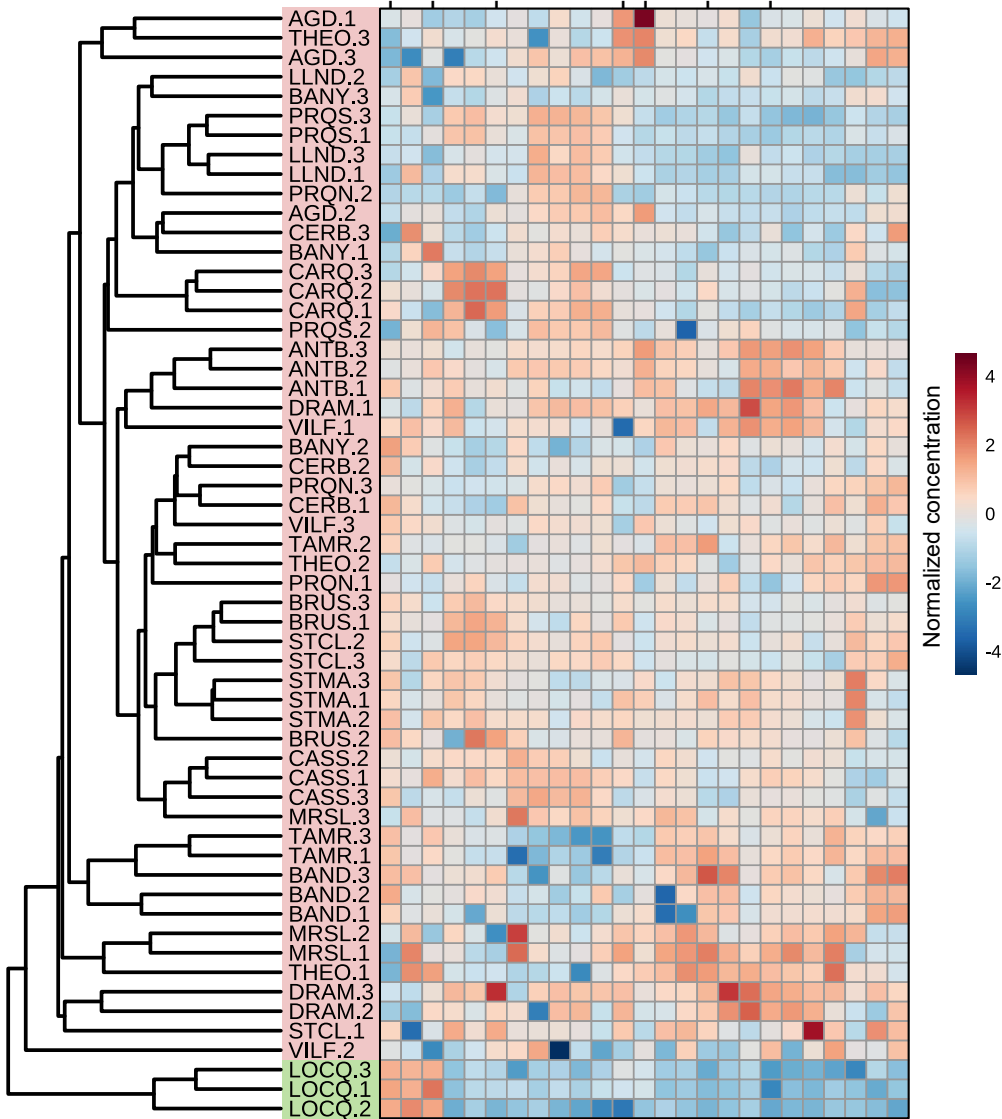 AGD.1
THEO.3
AGD.3
LLND.2
BANY.3
PRQS.3
PRQS.1
LLND.3
LLND.1
PRQN.2
AGD.2
CERB.3
BANY.1
CARQ.3
CARQ.2
CARQ.1
PRQS.2
ANTB.3
ANTB.2
ANTB.1
DRAM.1
VILF.1
BANY.2
CERB.2
PRQN.3
CERB.1
VILF.3
TAMR.2
THEO.2
PRQN.1
BRUS.3
BRUS.1
STCL.2
STCL.3
STMA.3
STMA.1
STMA.2
BRUS.2
CASS.2
CASS.1
CASS.3
MRSL.3
TAMR.3
TAMR.1
BAND.3
BAND.2
BAND.1
MRSL.2
MRSL.1
THEO.1
DRAM.3
DRAM.2
STCL.1
VILF.2
LOCQ.3
LOCQ.1
LOCQ.2
Normalized concentration
4
2
0
-2
-4